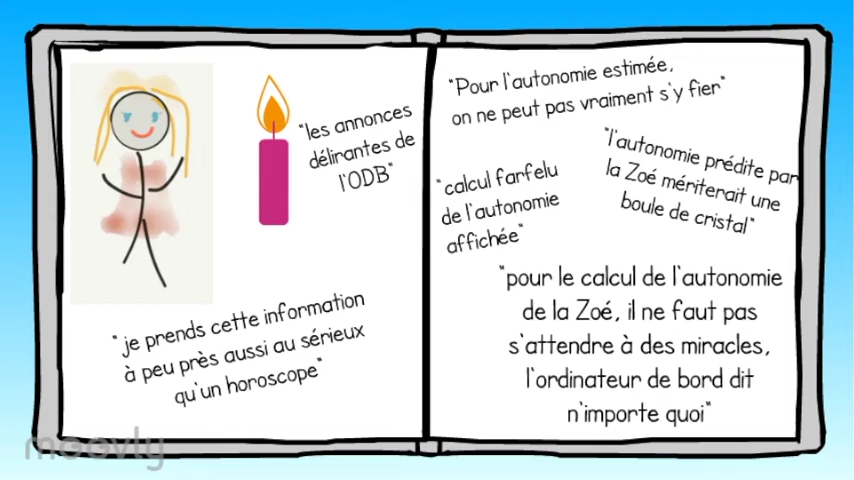 "les annonces
délirantes de
l'ODB"
"je prends cette information
à peu près aussi au sérieux
qu'un horoscope"
"Pour l'autonomie estimée,
on ne peut pas vraiment s'y fier"
"l'autonomie prédite par
la Zoé mériterait une
boule de cristal"
"calcul farfelu
de l'autonomie
affichée"
"pour le calcul de l'autonomie
de la Zoé, il ne faut pas
s'attendre à des miracles,
l'ordinateur de bord dit
n'importe quoi"
moovly